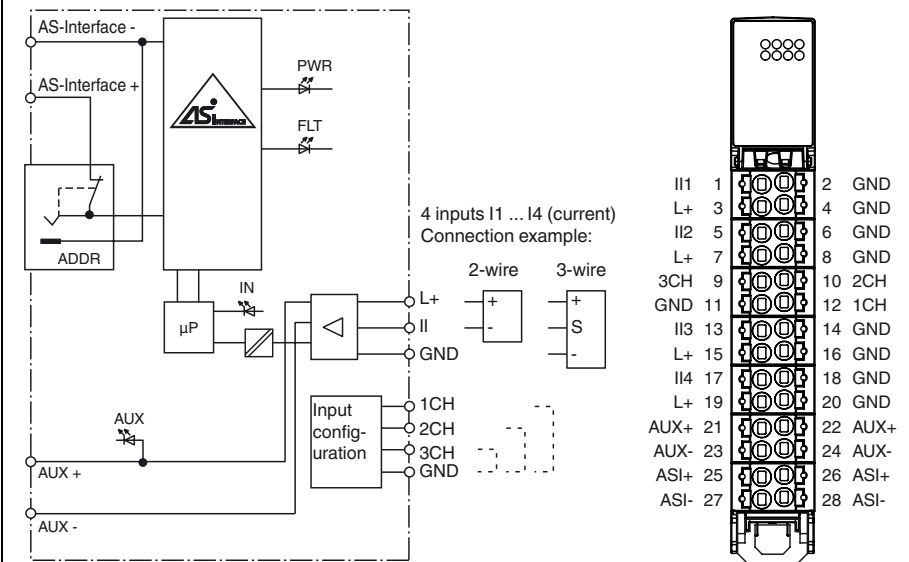 AS-Interface -
AS-Interface +
ASi
INTERFACE
PWR
FLT
ADDR
4 inputs I1 ... I4 (current)
Connection example:
2-wire
3-wire
IN
µP
L+
II
GND
+
-
+
S
-
Input
config-
uration
1CH
2CH
3CH
GND
AUX
AUX +
AUX -
II1 1 2 GND
L+ 3 4 GND
II2 5 6 GND
L+ 7 8 GND
3CH 9 10 2CH
GND 11 12 1CH
II3 13 14 GND
L+ 15 16 GND
II4 17 18 GND
L+ 19 20 GND
AUX+ 21 22 AUX+
AUX- 23 24 AUX-
ASI+ 25 26 ASI+
ASI- 27 28 ASI-